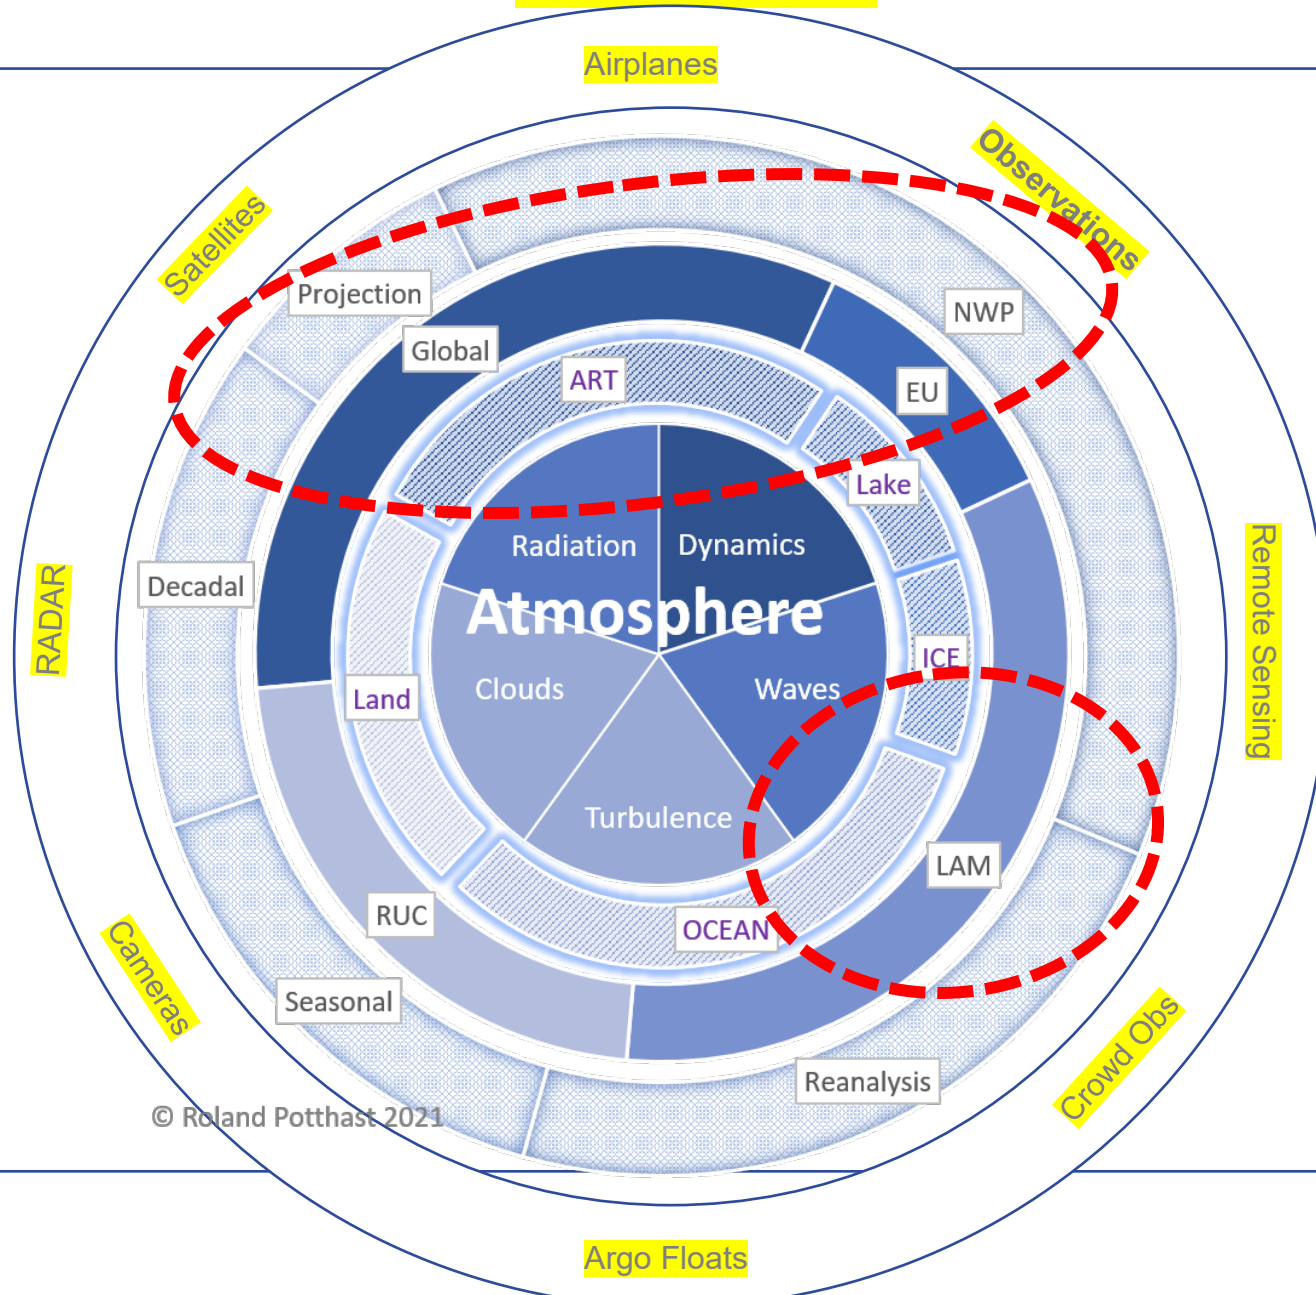 Airplanes
Observations
Satellites
Projection
NWP
Global
ART
EU
Lake
Radiation
Dynamics
Decadal
RADAR
Atmosphere
Remote Sensing
ICE
Clouds
Waves
Land
Turbulence
LAM
RUC
OCEAN
Cameras
Seasonal
Crowd Obs
Reanalysis
© Roland Potthast 2021
Argo Floats